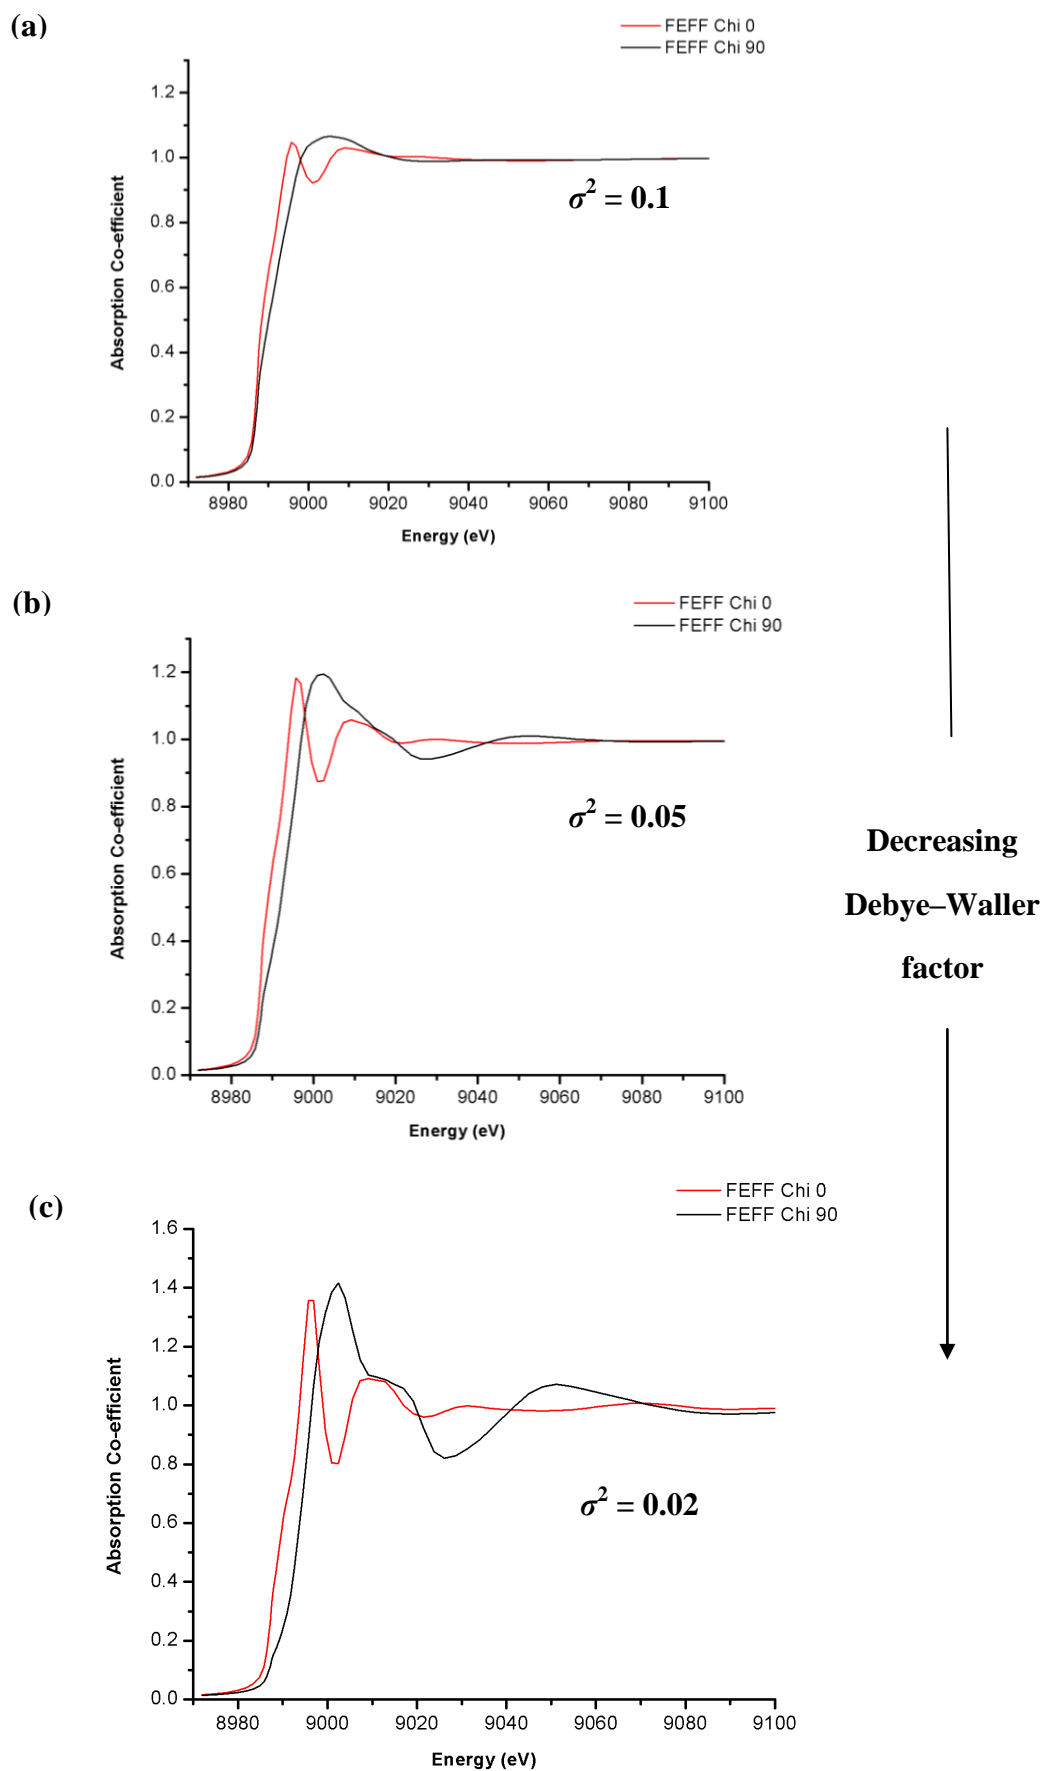 (a)
FEFF Chi 0
FEFF Chi 90
1.2
1.0
0.8
0.6
0.4
0.2
0.0
Absorption Co-efficient
σ² = 0.1
8980 9000 9020 9040 9060 9080 9100
Energy (eV)
(b)
FEFF Chi 0
FEFF Chi 90
1.2
1.0
0.8
0.6
0.4
0.2
0.0
Absorption Co-efficient
σ² = 0.05
8980 9000 9020 9040 9060 9080 9100
Energy (eV)
Decreasing
Debye–Waller
factor
(c)
FEFF Chi 0
FEFF Chi 90
1.6
1.4
1.2
1.0
0.8
0.6
0.4
0.2
0.0
Absorption Co-efficient
σ² = 0.02
8980 9000 9020 9040 9060 9080 9100
Energy (eV)